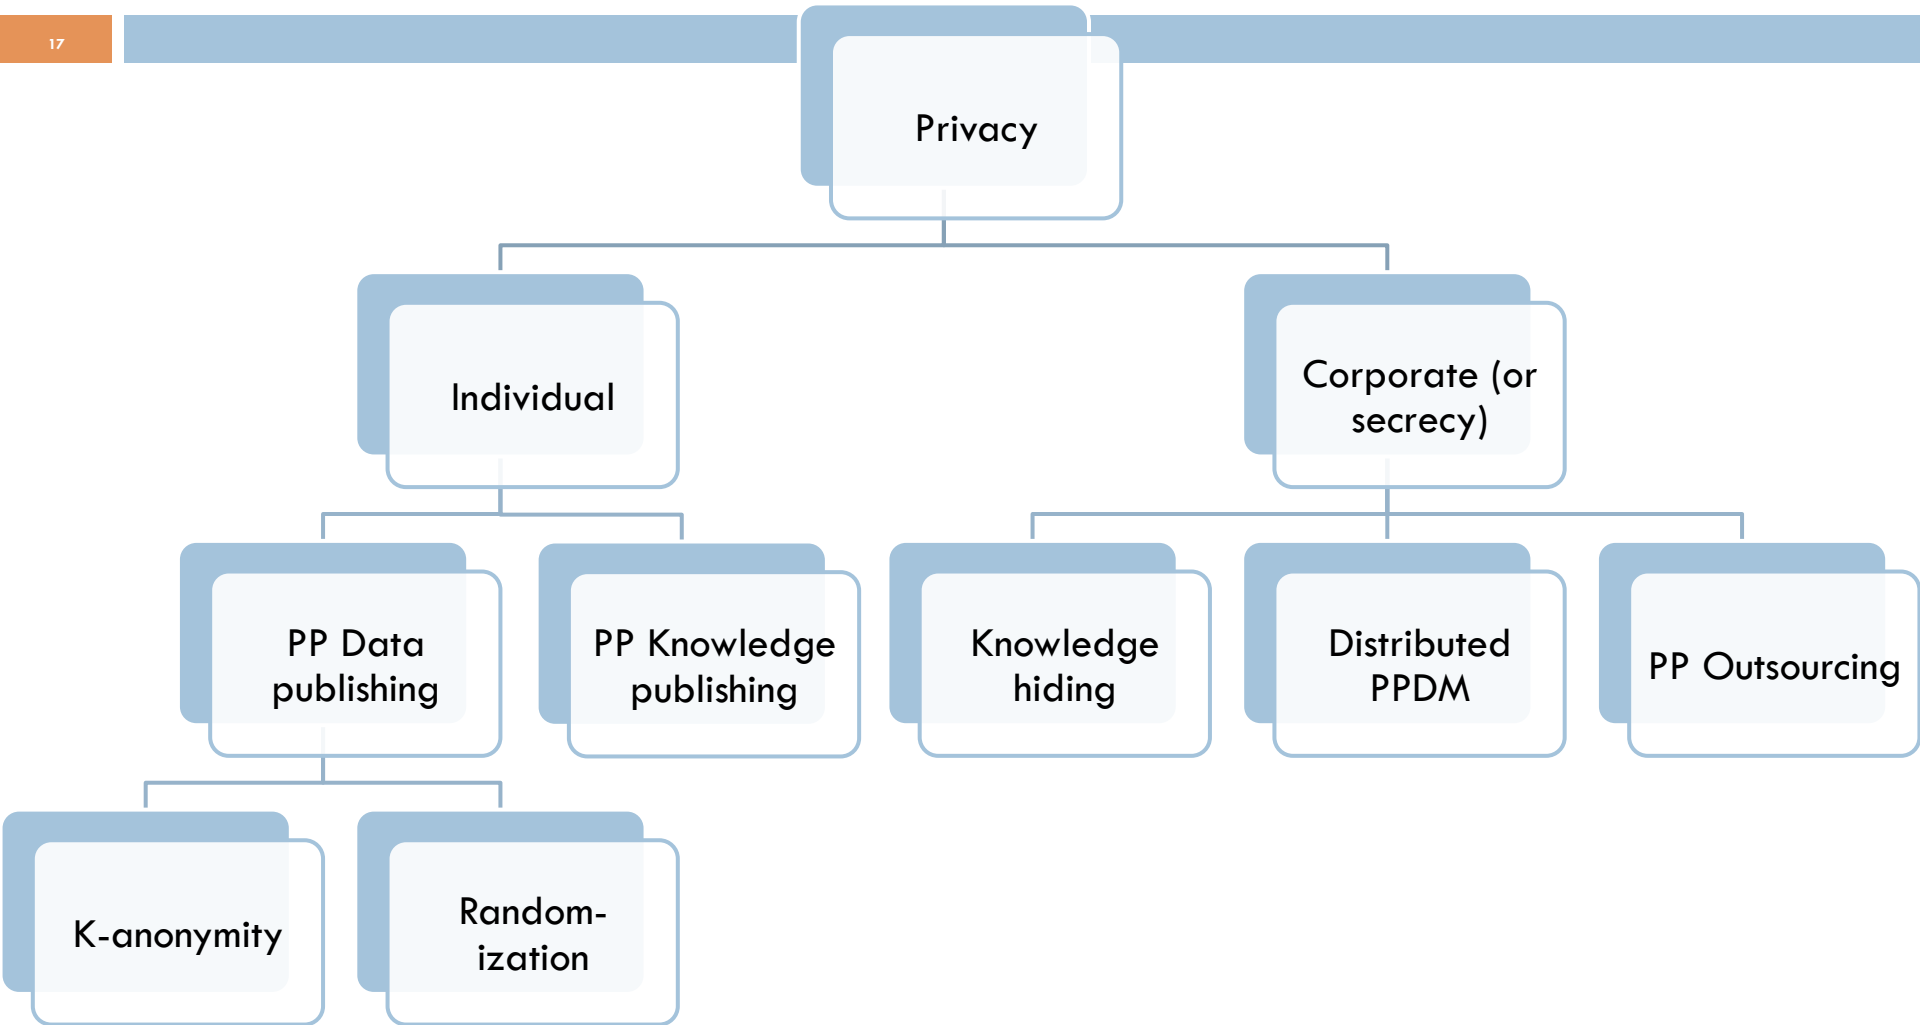 17
Privacy
Individual
Corporate (or
secrecy)
PP Data
publishing
PP Knowledge
publishing
Knowledge
hiding
Distributed
PPDM
PP Outsourcing
K-anonymity
Random-
ization